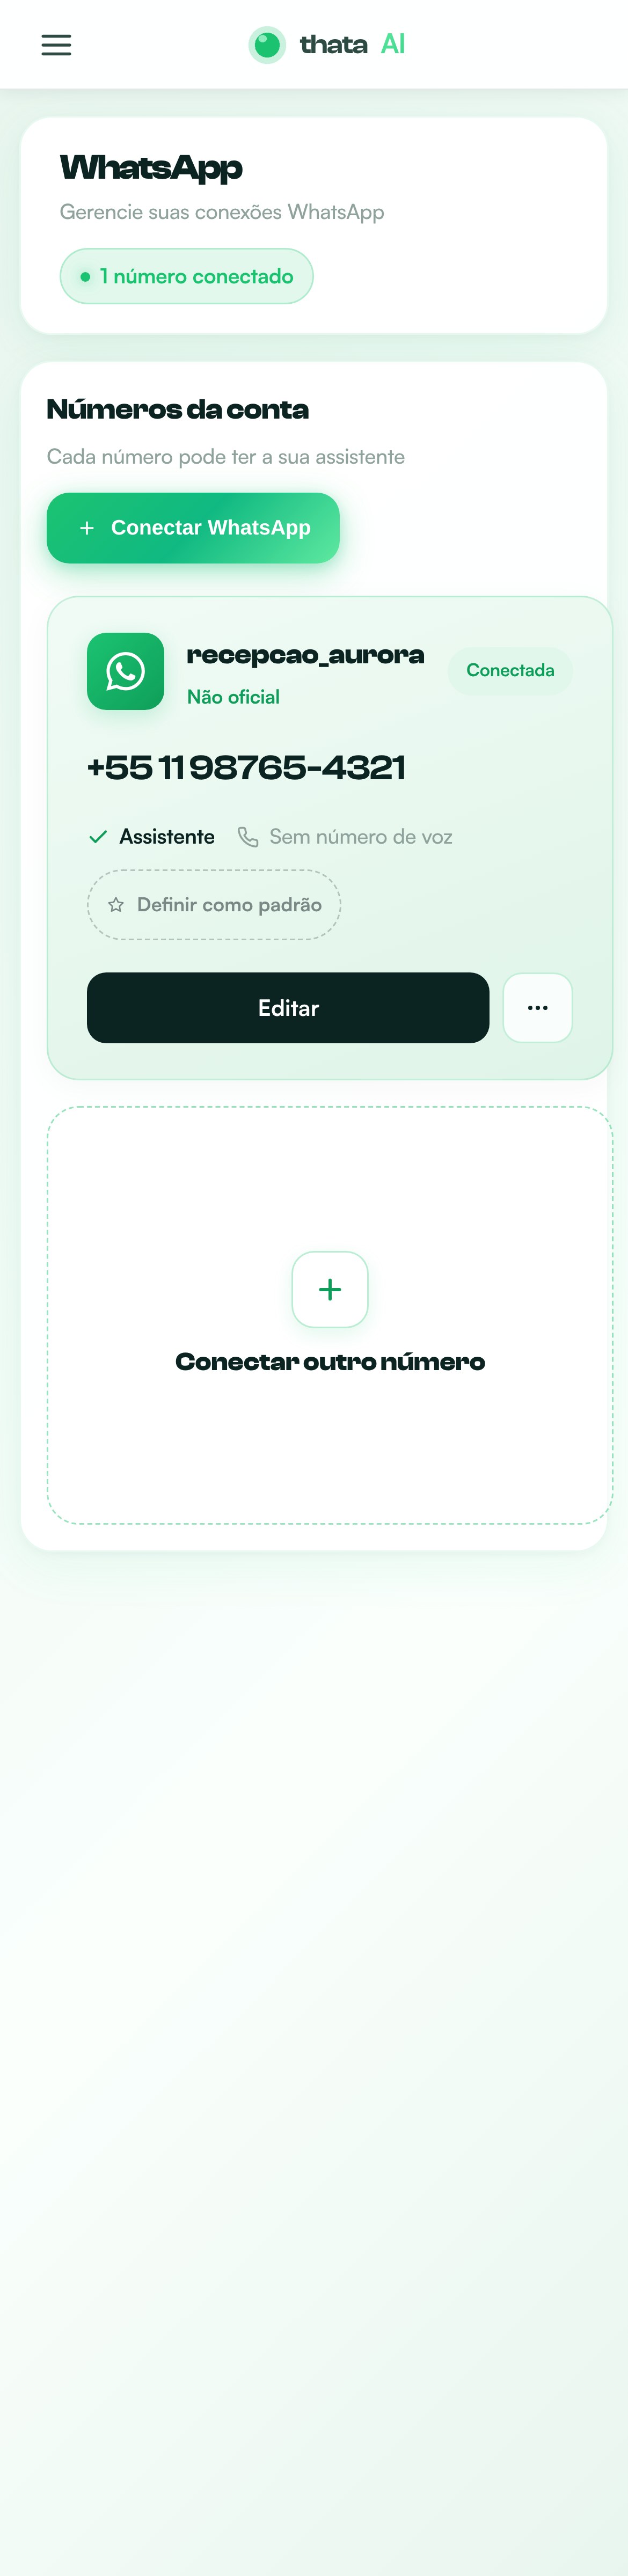 thata AI
WhatsApp
Gerencie suas conexões WhatsApp
1 número conectado
Números da conta
Cada número pode ter a sua assistente
+ Conectar WhatsApp
recepcao_aurora
Conectada
Não oficial
+55 11 98765-4321
Assistente
Sem número de voz
Definir como padrão
Editar
Conectar outro número